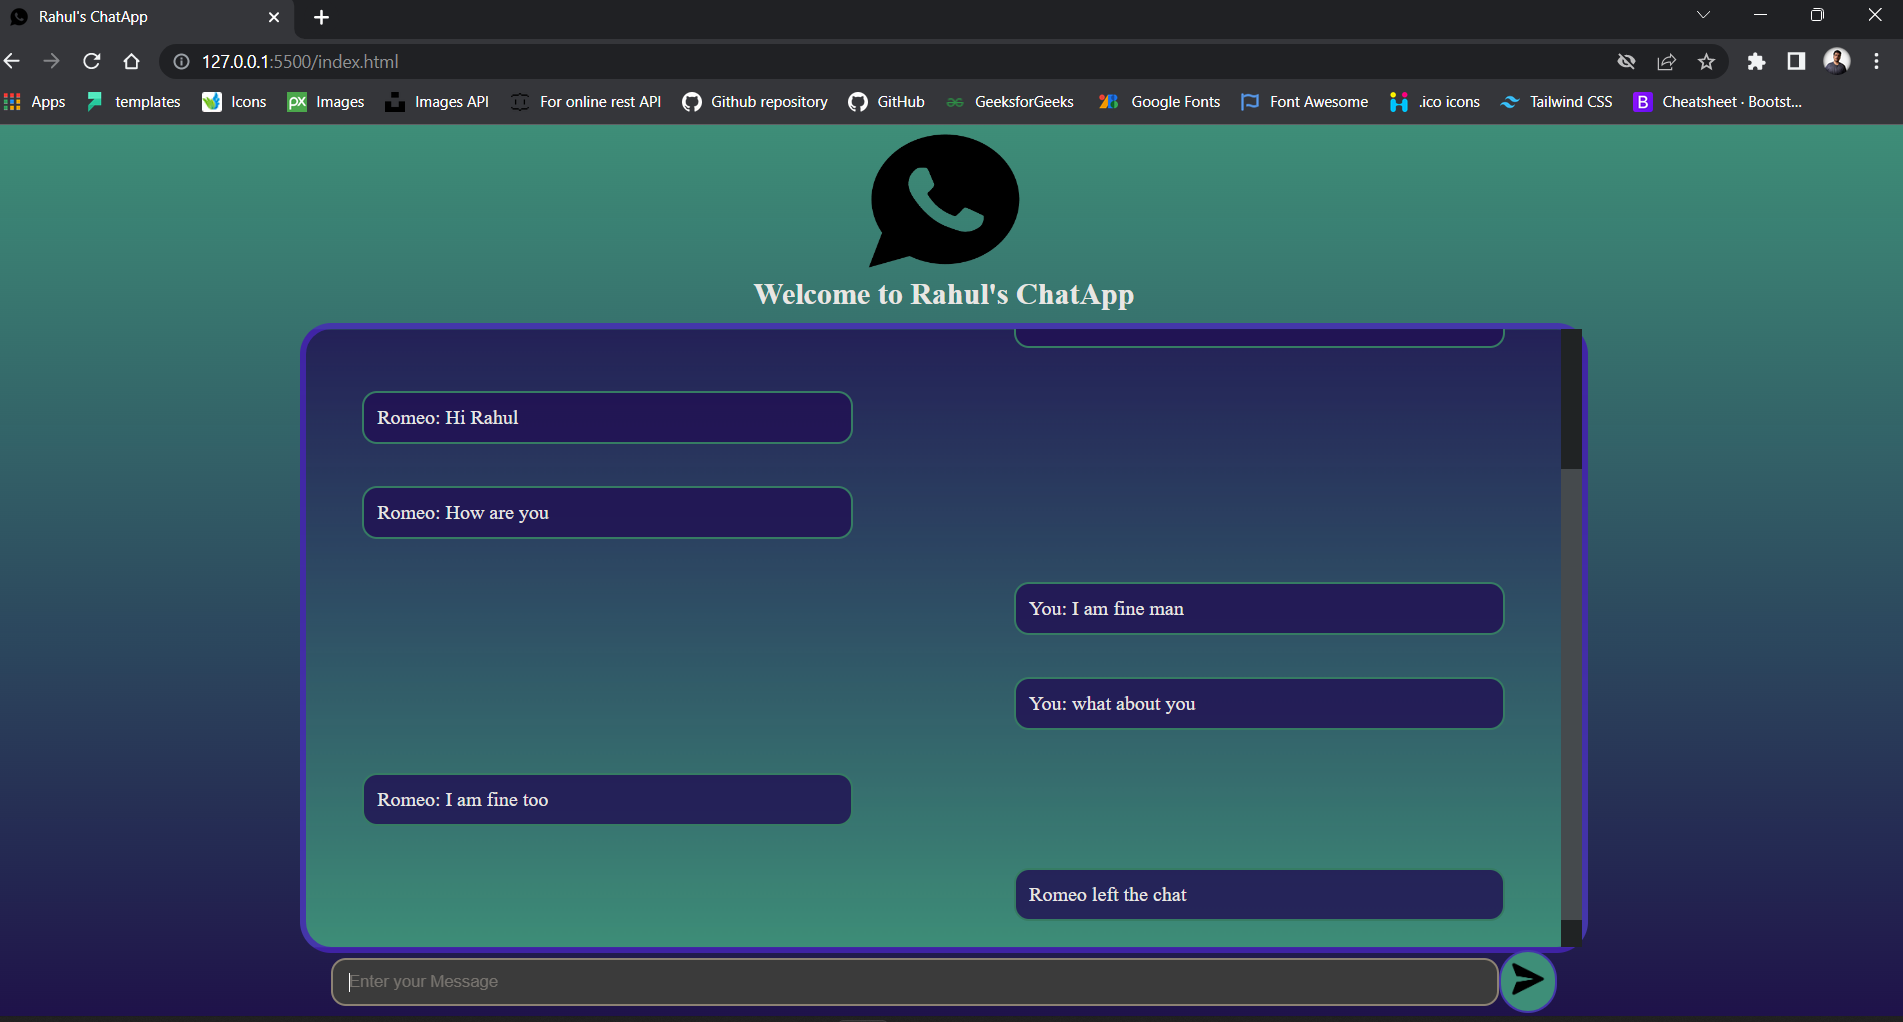 Rahul's ChatApp
127.0.0.1:5500/index.html
Apps templates Icons Images Images API For online rest API Github repository GitHub GeeksforGeeks Google Fonts Font Awesome .ico icons Tailwind CSS Cheatsheet · Bootst...
Welcome to Rahul's ChatApp
Romeo: Hi Rahul
Romeo: How are you
You: I am fine man
You: what about you
Romeo: I am fine too
Romeo left the chat
Enter your Message